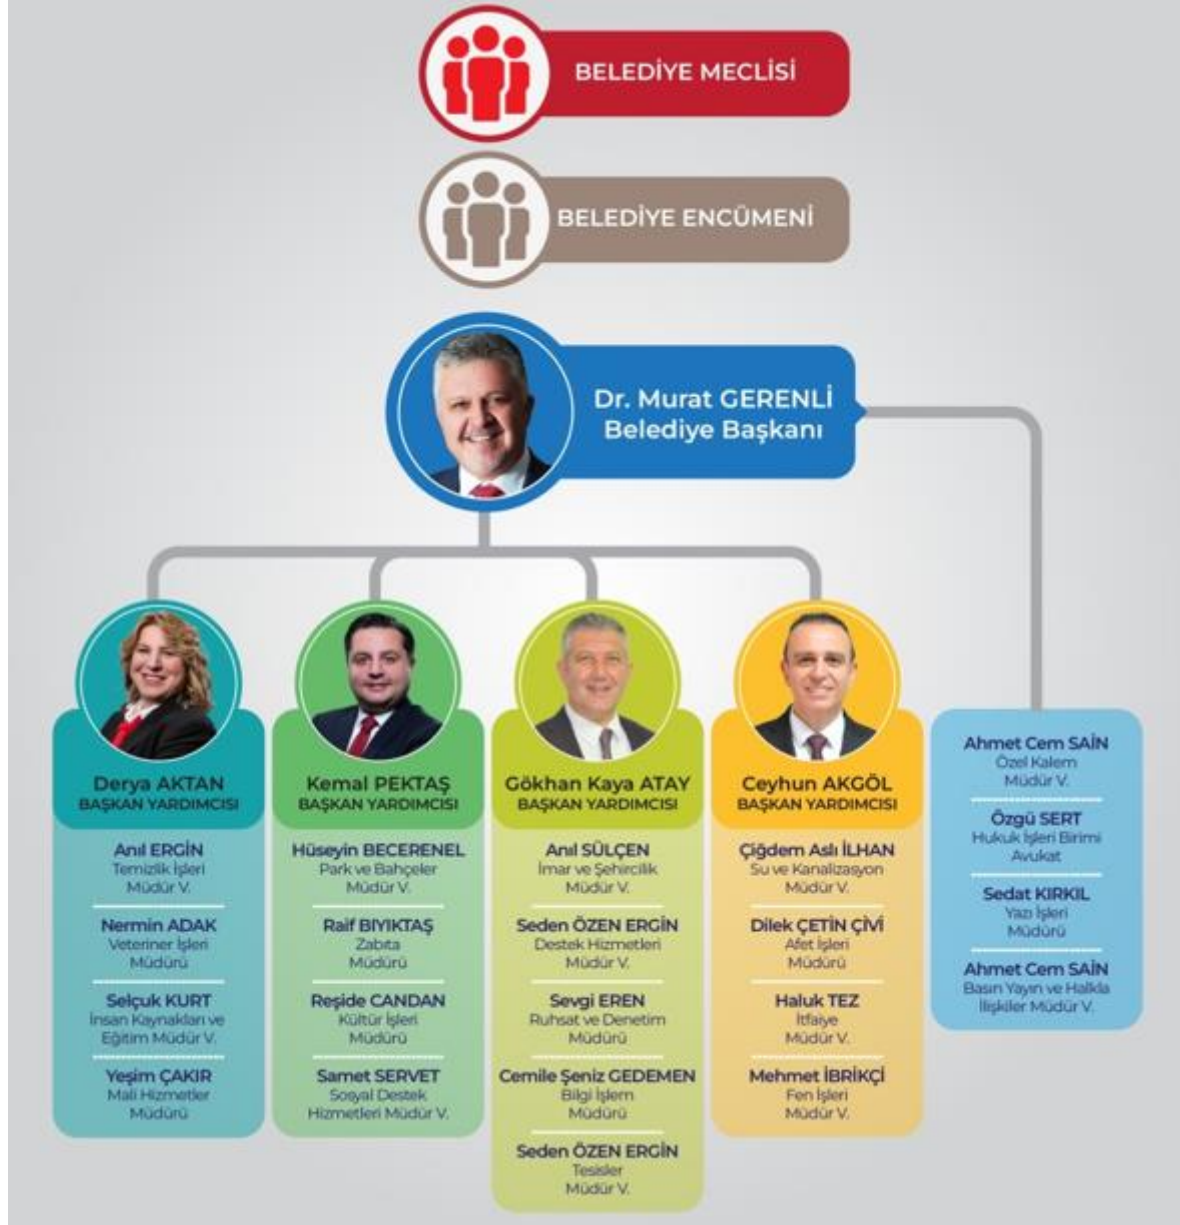 BELEDİYE MECLİSİ
BELEDİYE ENCÜMENİ
Dr. Murat GERENLİ
Belediye Başkanı
Derya AKTAN
BAŞKAN YARDIMCISI
Anıl ERGİN
Temizlik İşleri
Müdür V.
Nermin ADAK
Veteriner İşleri
Müdürü
Selçuk KURT
İnsan Kaynakları ve
Eğitim Müdür V.
Yeşim ÇAKIR
Mali Hizmetler
Müdürü
Kemal PEKTAŞ
BAŞKAN YARDIMCISI
Hüseyin BECERENEL
Park ve Bahçeler
Müdür V.
Raif BIYIKTAŞ
Zabıta
Müdürü
Reşide CANDAN
Kültür İşleri
Müdürü
Samet SERVET
Sosyal Destek
Hizmetleri Müdür V.
Gökhan Kaya ATAY
BAŞKAN YARDIMCISI
Anıl SÜLÇEN
İmar ve Şehircilik
Müdür V.
Seden ÖZEN ERGİN
Destek Hizmetleri
Müdür V.
Sevgi EREN
Ruhsat ve Denetim
Müdürü
Cemile Şeniz GEDEMEN
Bilgi İşlem
Müdürü
Seden ÖZEN ERGİN
Tesisler
Müdür V.
Ceyhun AKGÖL
BAŞKAN YARDIMCISI
Çiğdem Aslı İLHAN
Su ve Kanalizasyon
Müdür V.
Dilek ÇETİN ÇİVİ
Afet İşleri
Müdürü
Haluk TEZ
İtfaiye
Müdür V.
Mehmet İBRİKÇİ
Fen İşleri
Müdür V.
Ahmet Cem SAİN
Özel Kalem
Müdür V.
Özgü SERT
Hukuk İşleri Birimi
Avukat
Sedat KIRKIL
Yazı İşleri
Müdürü
Ahmet Cem SAİN
Basın Yayın ve Halkla
İlişkiler Müdür V.